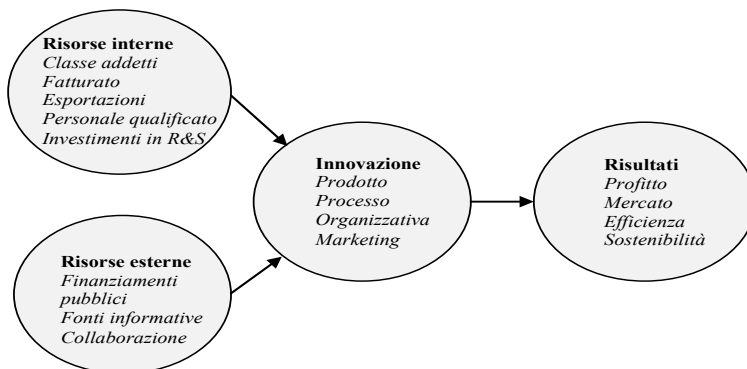 Risorse interne
Classe addetti
Fatturato
Esportazioni
Personale qualificato
Investimenti in R&S
Risorse esterne
Finanziamenti
pubblici
Fonti informative
Collaborazione
Innovazione
Prodotto
Processo
Organizzativa
Marketing
Risultati
Profitto
Mercato
Efficienza
Sostenibilità